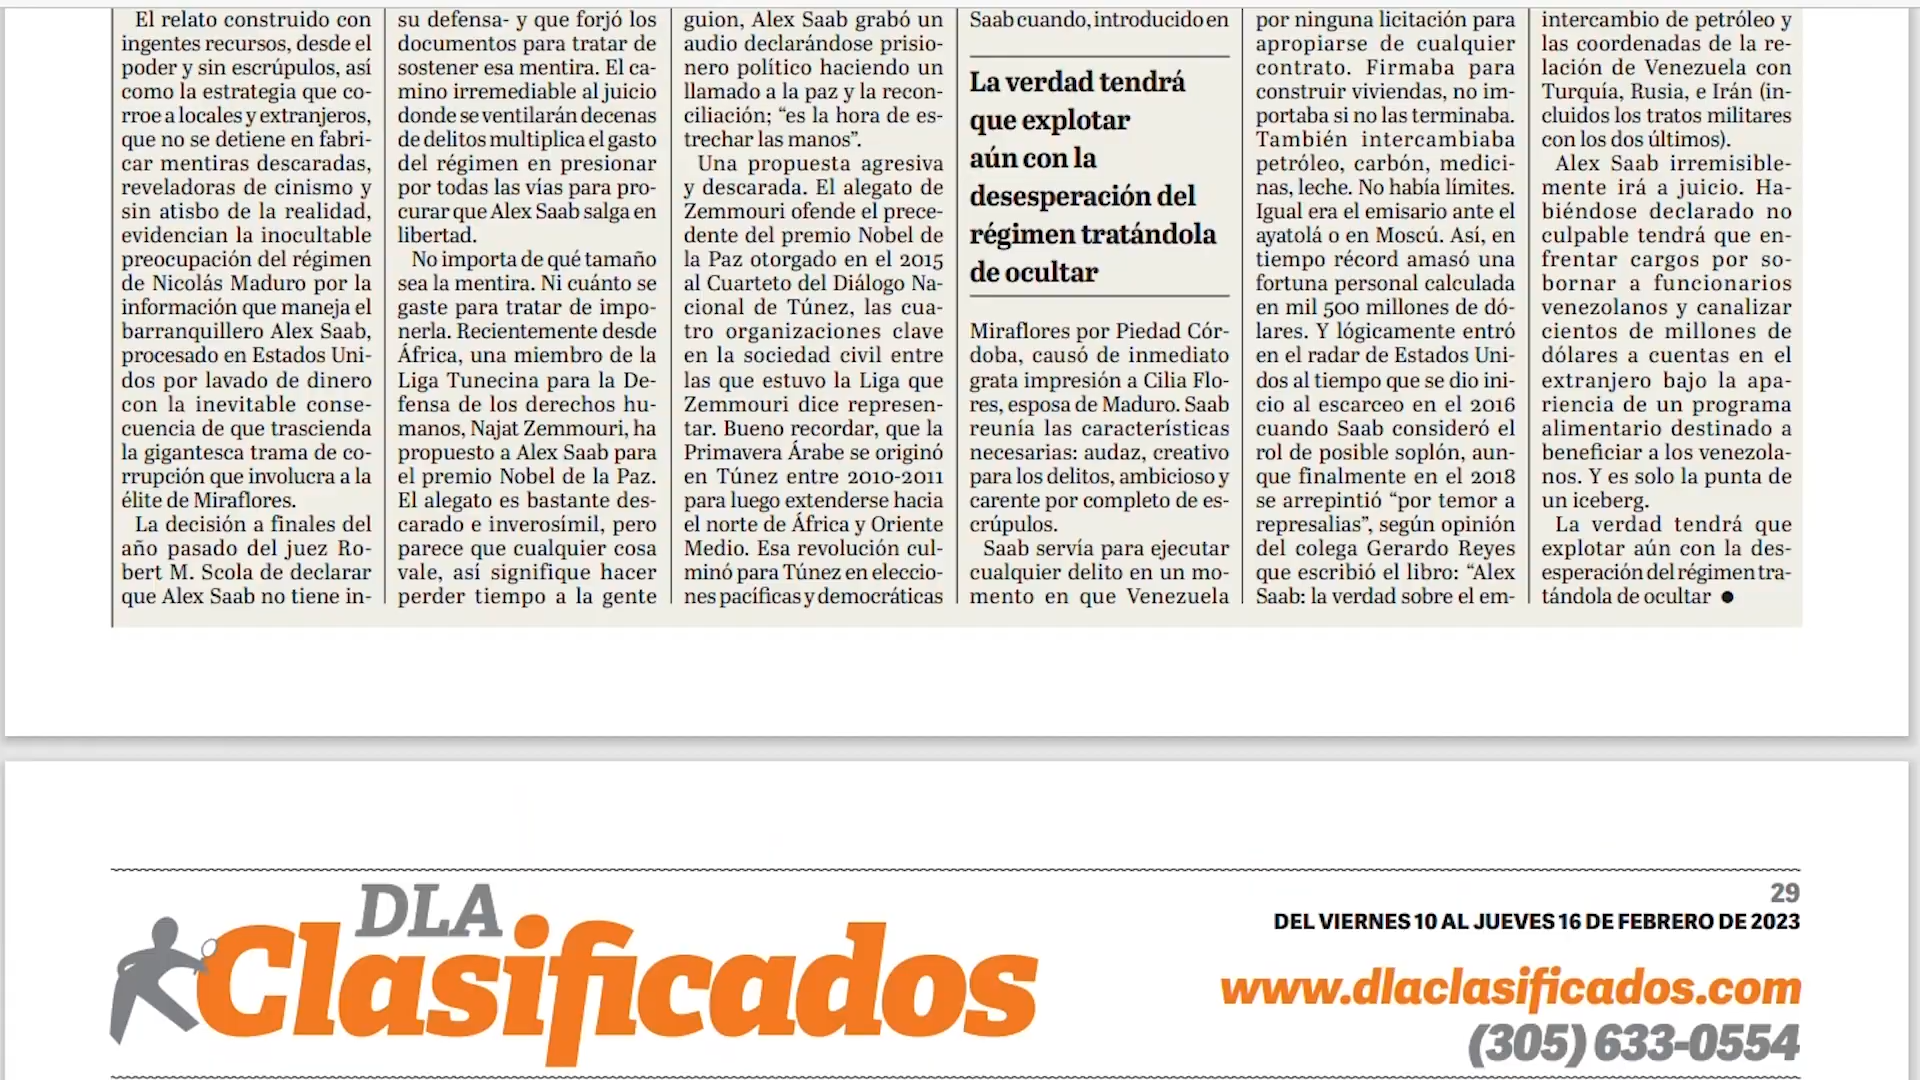 El relato construido con
ingentes recursos, desde el
poder y sin escrúpulos, así
como la estrategia que co-
rroe a locales y extranjeros,
que no se detiene en fabri-
car mentiras descaradas,
reveladoras de cinismo y
sin atisbo de la realidad,
evidencian la inocultable
preocupación del régimen
de Nicolás Maduro por la
información que maneja el
barranquillero Alex Saab,
procesado en Estados Uni-
dos por lavado de dinero
con la inevitable conse-
cuencia de que trascienda
la gigantesca trama de co-
rrupción que involucra a la
élite de Miraflores.
La decisión a finales del
año pasado del juez Ro-
bert M. Scola de declarar
que Alex Saab no tiene in-
su defensa- y que forjó los
documentos para tratar de
sostener esa mentira. El ca-
mino irremediable al juicio
donde se ventilarán decenas
de delitos multiplica el gasto
del régimen en presionar
por todas las vías para pro-
curar que Alex Saab salga en
libertad.
No importa de qué tamaño
sea la mentira. Ni cuánto se
gaste para tratar de impo-
nerla. Recientemente desde
África, una miembro de la
Liga Tunecina para la De-
fensa de los derechos hu-
manos, Najat Zemmouri, ha
propuesto a Alex Saab para
el premio Nobel de la Paz.
El alegato es bastante des-
carado e inverosímil, pero
parece que cualquier cosa
vale, así signifique hacer
perder tiempo a la gente
guion, Alex Saab grabó un
audio declarándose prisio-
nero político haciendo un
llamado a la paz y la recon-
ciliación; “es la hora de es-
trechar las manos”.
Una propuesta agresiva
y descarada. El alegato de
Zemmouri ofende el prece-
dente del premio Nobel de
la Paz otorgado en el 2015
al Cuarteto del Diálogo Na-
cional de Túnez, las cua-
tro organizaciones clave
en la sociedad civil entre
las que estuvo la Liga que
Zemmouri dice represen-
tar. Bueno recordar, que la
Primavera Árabe se originó
en Túnez entre 2010-2011
para luego extenderse hacia
el norte de África y Oriente
Medio. Esa revolución cul-
minó para Túnez en eleccio-
nes pacíficas y democráticas
Saab cuando, introducido en
La verdad tendrá
que explotar
aún con la
desesperación del
régimen tratándola
de ocultar
Miraflores por Piedad Cór-
doba, causó de inmediato
grata impresión a Cilia Flo-
res, esposa de Maduro. Saab
reunía las características
necesarias: audaz, creativo
para los delitos, ambicioso y
carente por completo de es-
crúpulos.
Saab servía para ejecutar
cualquier delito en un mo-
mento en que Venezuela
por ninguna licitación para
apropiarse de cualquier
contrato. Firmaba para
construir viviendas, no im-
portaba si no las terminaba.
También intercambiaba
petróleo, carbón, medici-
nas, leche. No había límites.
Igual era el emisario ante el
ayatolá o en Moscú. Así, en
tiempo récord amasó una
fortuna personal calculada
en mil 500 millones de dó-
lares. Y lógicamente entró
en el radar de Estados Uni-
dos al tiempo que se dio ini-
cio al escarceo en el 2016
cuando Saab consideró el
rol de posible soplón, aun-
que finalmente en el 2018
se arrepintió “por temor a
represalias”, según opinión
del colega Gerardo Reyes
que escribió el libro: “Alex
Saab: la verdad sobre el em-
intercambio de petróleo y
las coordenadas de la re-
lación de Venezuela con
Turquía, Rusia, e Irán (in-
cluidos los tratos militares
con los dos últimos).
Alex Saab irremisible-
mente irá a juicio. Ha-
biéndose declarado no
culpable tendrá que en-
frentar cargos por so-
bornar a funcionarios
venezolanos y canalizar
cientos de millones de
dólares a cuentas en el
extranjero bajo la apa-
riencia de un programa
alimentario destinado a
beneficiar a los venezola-
nos. Y es solo la punta de
un iceberg.
La verdad tendrá que
explotar aún con la des-
esperación del régimen tra-
tándola de ocultar ●
DLA
Clasificados
29
DEL VIERNES 10 AL JUEVES 16 DE FEBRERO DE 2023
www.dlaclasificados.com
(305) 633-0554